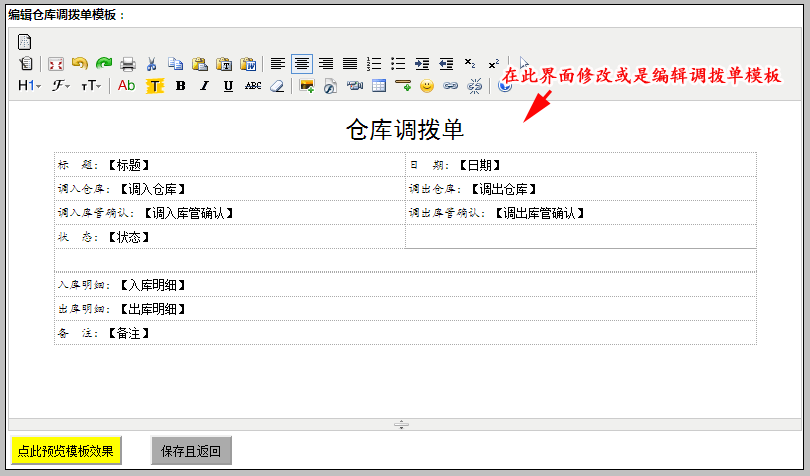 编辑仓库调拨单模板：
H1 F тT Ab T B I U ABC
在此界面修改或是编辑调拨单模板
仓库调拨单
标 题：【标题】 日 期：【日期】
调入仓库：【调入仓库】 调出仓库：【调出仓库】
调入库管确认：【调入库管确认】 调出库管确认：【调出库管确认】
状 态：【状态】
入库明细：【入库明细】
出库明细：【出库明细】
备 注：【备注】
点此预览模板效果 保存且返回